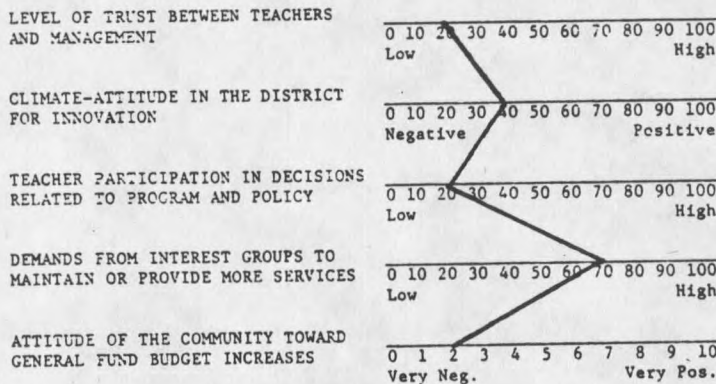 LEVEL OF TRUST BETWEEN TEACHERS
AND MANAGEMENT
0 10 20 30 40 50 60 70 80 90 100
Low High
CLIMATE-ATTITUDE IN THE DISTRICT
FOR INNOVATION
0 10 20 30 40 50 60 70 80 90 100
Negative Positive
TEACHER PARTICIPATION IN DECISIONS
RELATED TO PROGRAM AND POLICY
0 10 20 30 40 50 60 70 80 90 100
Low High
DEMANDS FROM INTEREST GROUPS TO
MAINTAIN OR PROVIDE MORE SERVICES
0 10 20 30 40 50 60 70 80 90 100
Low High
ATTITUDE OF THE COMMUNITY TOWARD
GENERAL FUND BUDGET INCREASES
0 1 2 3 4 5 6 7 8 9 10
Very Neg. Very Pos.